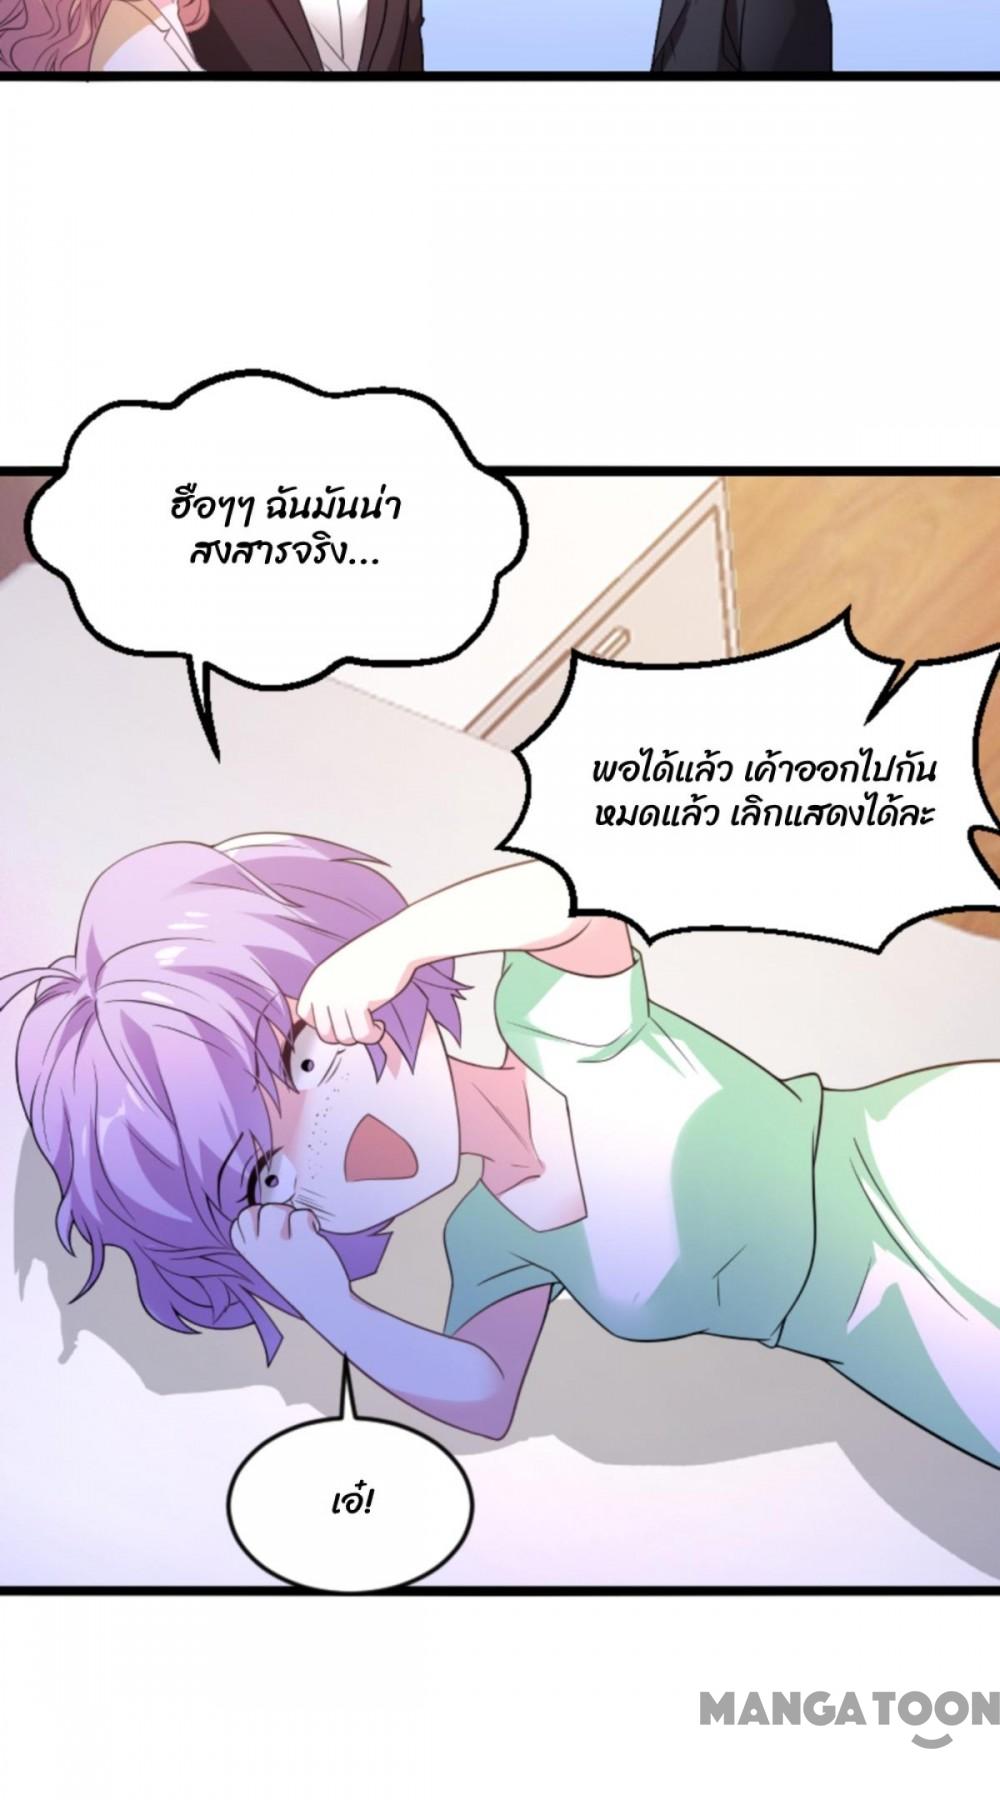 ฮือๆๆ ฉันมันน่า
สงสารจริง...
พอได้แล้ว เค้าออกไปกัน
หมดแล้ว เลิกแสดงได้ละ
เอ๋!
MANGATOON